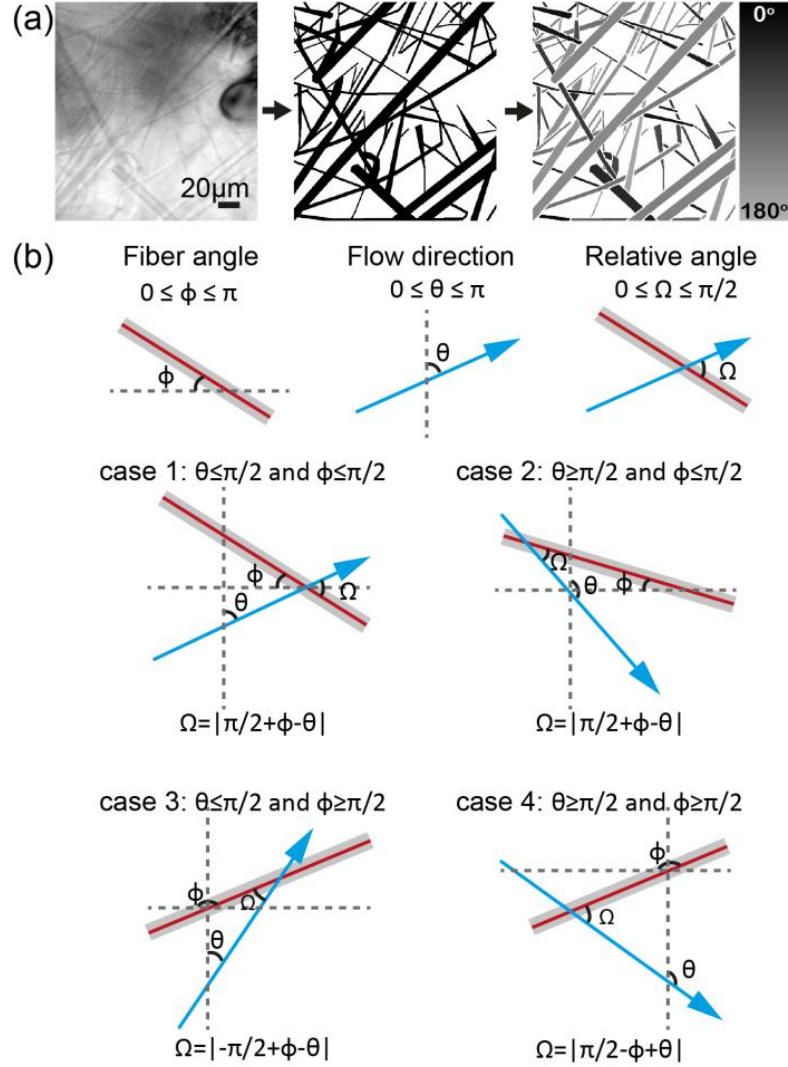 (a)
20μm
0°
180°
(b)
Fiber angle
0 ≤ ϕ ≤ π
Flow direction
0 ≤ θ ≤ π
Relative angle
0 ≤ Ω ≤ π/2
ϕ
θ
Ω
case 1: θ≤π/2 and ϕ≤π/2
ϕ
Ω
θ
Ω=|π/2+ϕ-θ|
case 2: θ≥π/2 and ϕ≤π/2
Ω
θ
ϕ
Ω=|π/2+ϕ-θ|
case 3: θ≤π/2 and ϕ≥π/2
ϕ
Ω
θ
Ω=|-π/2+ϕ-θ|
case 4: θ≥π/2 and ϕ≥π/2
ϕ
Ω
θ
Ω=|π/2-ϕ+θ|